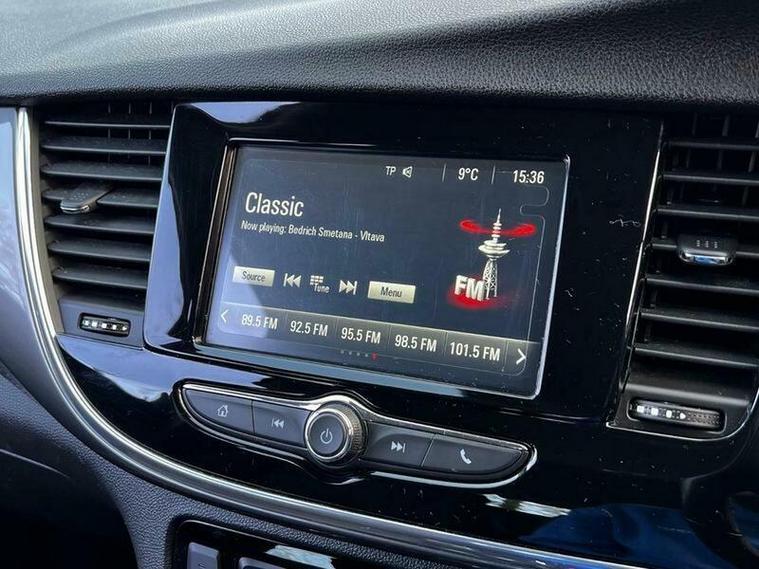 TP 9°C 15:36
Classic
Now playing: Bedrich Smetana - Vltava
FM
Source Tune Menu
89.5 FM 92.5 FM 95.5 FM 98.5 FM 101.5 FM